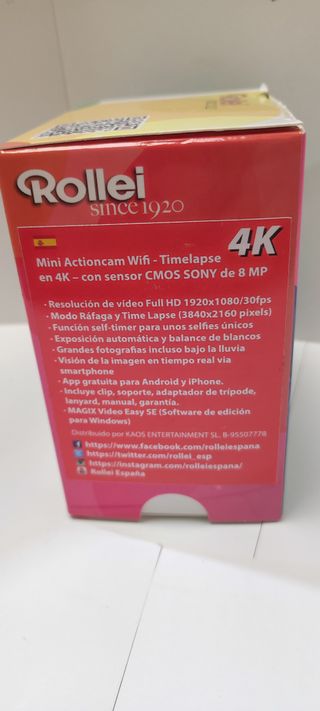 Rollei
since 1920
4K
Mini Actioncam Wifi - Timelapse
en 4K – con sensor CMOS SONY de 8 MP
- Resolución de vídeo Full HD 1920x1080/30fps
- Modo Ráfaga y Time Lapse (3840x2160 pixels)
- Función self-timer para unos selfies únicos
- Exposición automática y balance de blancos
- Grandes fotografías incluso bajo la lluvia
- Visión de la imagen en tiempo real via
smartphone
- App gratuita para Android y iPhone.
- Incluye clip, soporte, adaptador de trípode,
lanyard, manual, garantía.
- MAGIX Video Easy SE (Software de edición
para Windows)
Distribuido por KAOS ENTERTAINMENT SL. B-95507778
https://www.facebook.com/rolleiespana
https://twitter.com/rollei_esp
https://instagram.com/rolleiespana/
Rollei España